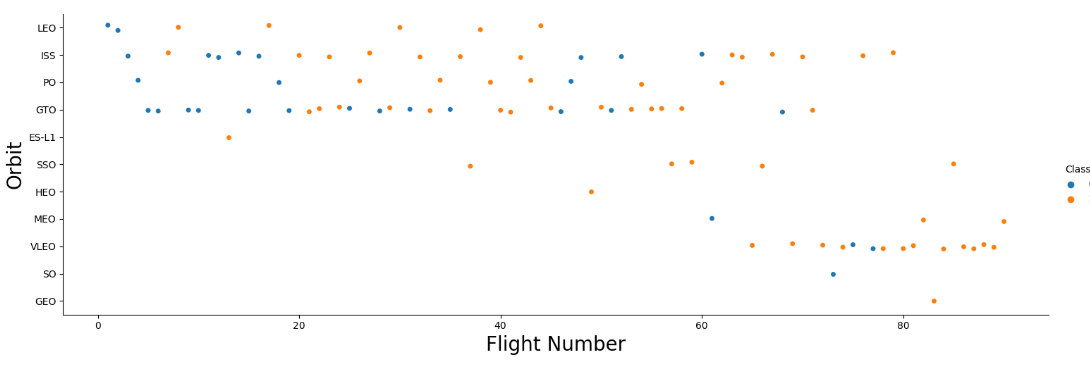 LEO
ISS
PO
GTO
ES-L1
SSO
HEO
MEO
VLEO
SO
GEO
Orbit
0
20
40
60
80
Flight Number
Class